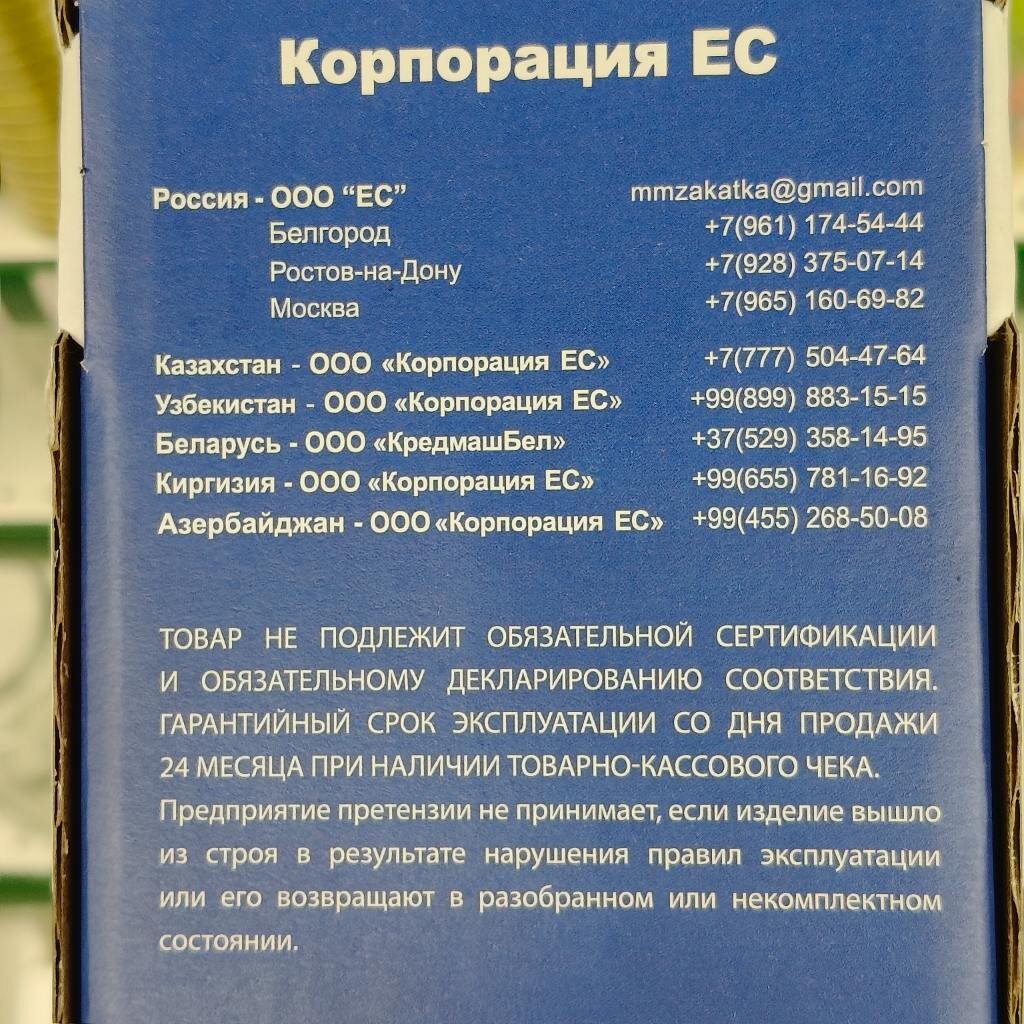 Корпорация ЕС
Россия - ООО “ЕС” mmzakatka@gmail.com
Белгород +7(961) 174-54-44
Ростов-на-Дону +7(928) 375-07-14
Москва +7(965) 160-69-82
Казахстан - ООО «Корпорация ЕС» +7(777) 504-47-64
Узбекистан - ООО «Корпорация ЕС» +99(899) 883-15-15
Беларусь - ООО «КредмашБел» +37(529) 358-14-95
Киргизия - ООО «Корпорация ЕС» +99(655) 781-16-92
Азербайджан - ООО «Корпорация ЕС» +99(455) 268-50-08
ТОВАР НЕ ПОДЛЕЖИТ ОБЯЗАТЕЛЬНОЙ СЕРТИФИКАЦИИ
И ОБЯЗАТЕЛЬНОМУ ДЕКЛАРИРОВАНИЮ СООТВЕТСТВИЯ.
ГАРАНТИЙНЫЙ СРОК ЭКСПЛУАТАЦИИ СО ДНЯ ПРОДАЖИ
24 МЕСЯЦА ПРИ НАЛИЧИИ ТОВАРНО-КАССОВОГО ЧЕКА.
Предприятие претензии не принимает, если изделие вышло
из строя в результате нарушения правил эксплуатации
или его возвращают в разобранном или некомплектном
состоянии.